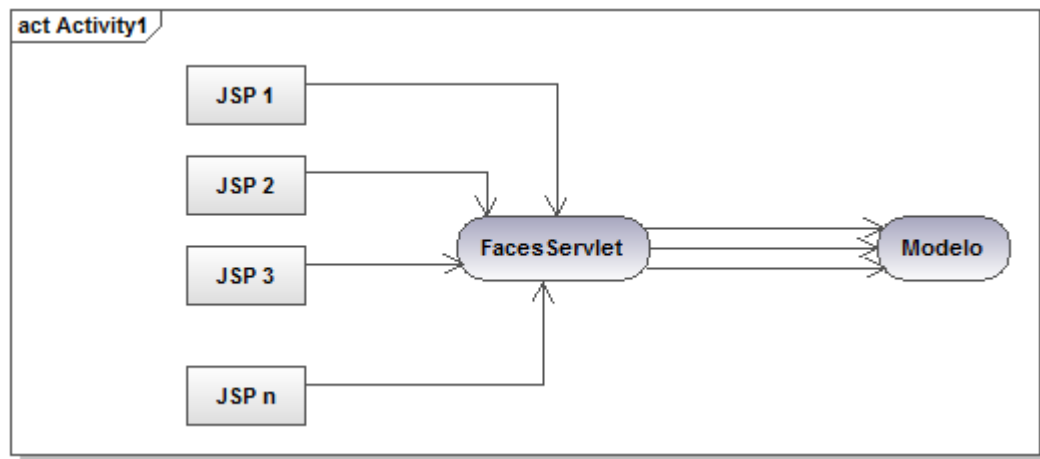 act Activity1
JSP 1
JSP 2
JSP 3
JSP n
FacesServlet
Modelo